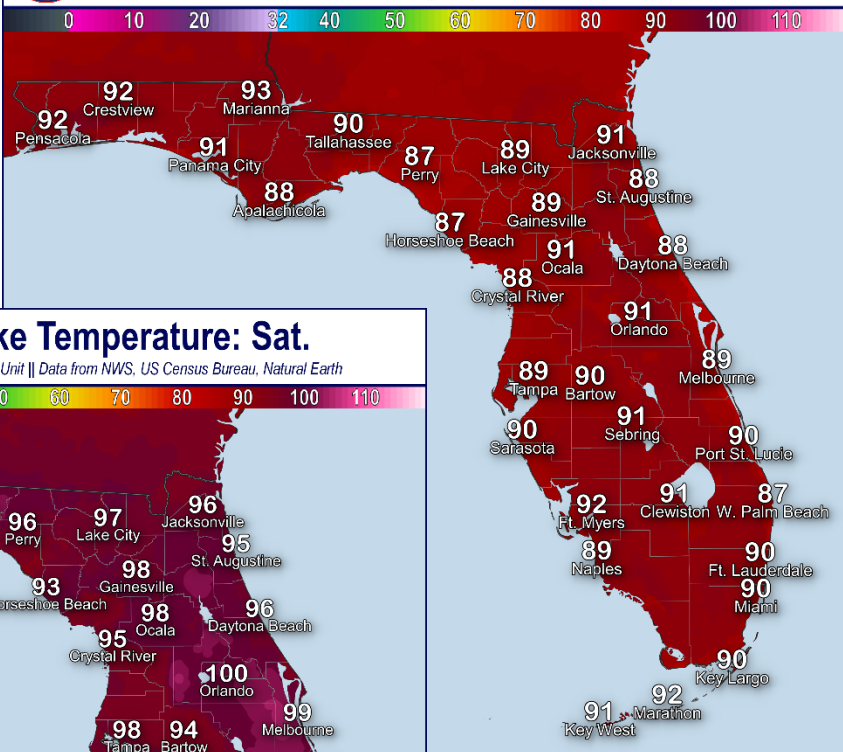 0 10 20 32 40 50 60 70 80 90 100 110
92
Crestview
93
Marianna
92
Pensacola
90
Tallahassee
91
Panama City
87
Perry
89
Lake City
91
Jacksonville
88
Apalachicola
88
St. Augustine
89
Gainesville
87
Horseshoe Beach
91
Ocala
88
Daytona Beach
88
Crystal River
91
Orlando
89
Tampa
90
Bartow
89
Melbourne
91
Sebring
90
Sarasota
90
Port St. Lucie
92
Ft. Myers
91
Clewiston
87
W. Palm Beach
89
Naples
90
Ft. Lauderdale
90
Miami
90
Key Largo
92
Marathon
91
Key West
ke Temperature: Sat.
Unit || Data from NWS, US Census Bureau, Natural Earth
0 60 70 80 90 100 110
96
Perry
97
Lake City
96
Jacksonville
95
St. Augustine
98
Gainesville
93
orseshoe Beach
98
Ocala
96
Daytona Beach
95
Crystal River
100
Orlando
99
Melbourne
98
Tampa
94
Bartow